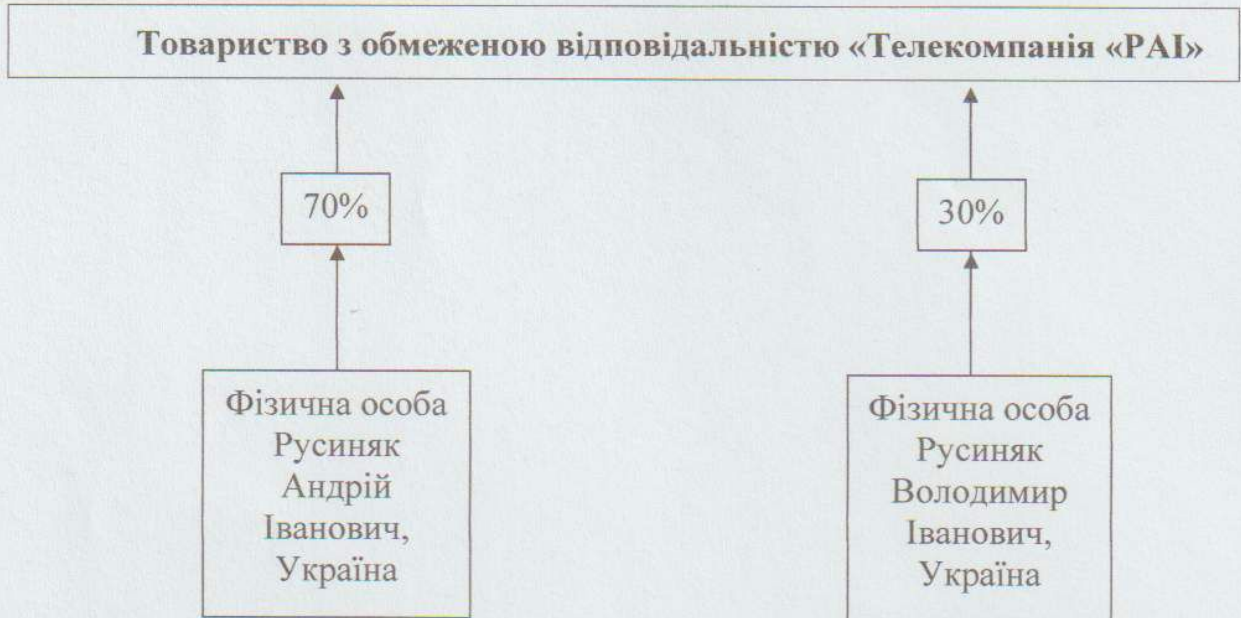 Товариство з обмеженою відповідальністю «Телекомпанія «РАІ»
70%
30%
Фізична особа
Русиняк
Андрій
Іванович,
Україна
Фізична особа
Русиняк
Володимир
Іванович,
Україна